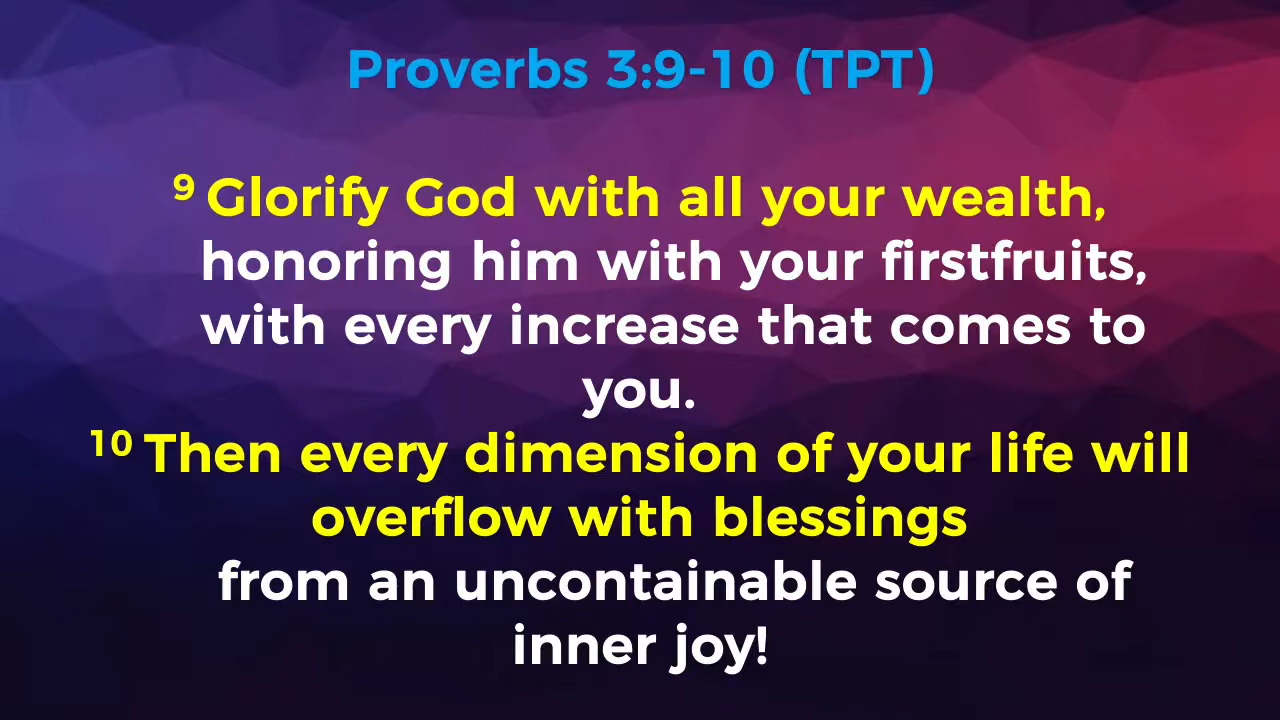 Proverbs 3:9-10 (TPT)
9 Glorify God with all your wealth,
honoring him with your firstfruits,
with every increase that comes to
you.
10 Then every dimension of your life will
overflow with blessings
from an uncontainable source of
inner joy!